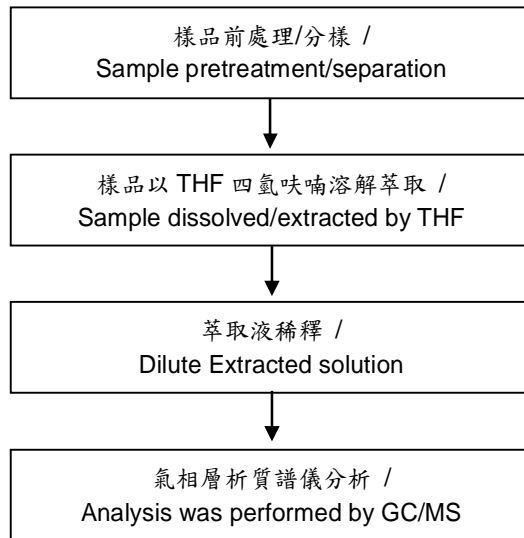 樣品前處理/分樣 /
Sample pretreatment/separation
樣品以 THF 四氫呋喃溶解萃取 /
Sample dissolved/extracted by THF
萃取液稀釋 /
Dilute Extracted solution
氣相層析質譜儀分析 /
Analysis was performed by GC/MS